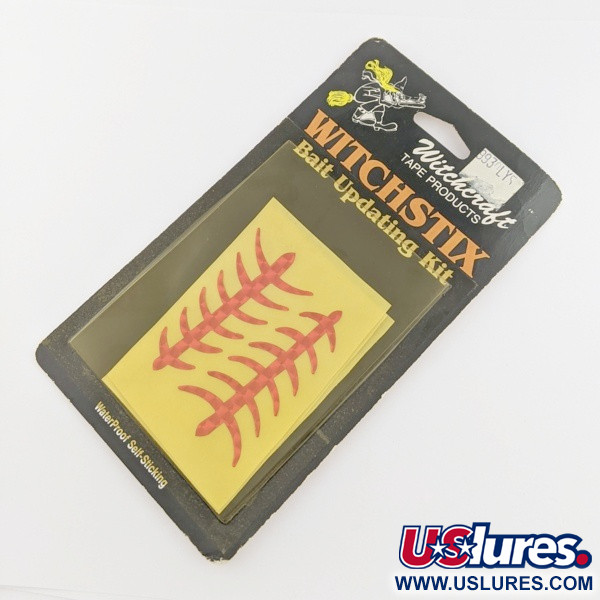 Witchcraft
TAPE PRODUCTS
WITCHSTIX
Bait Updating Kit
WaterProof Self-Sticking
USlures.
WWW.USLURES.COM